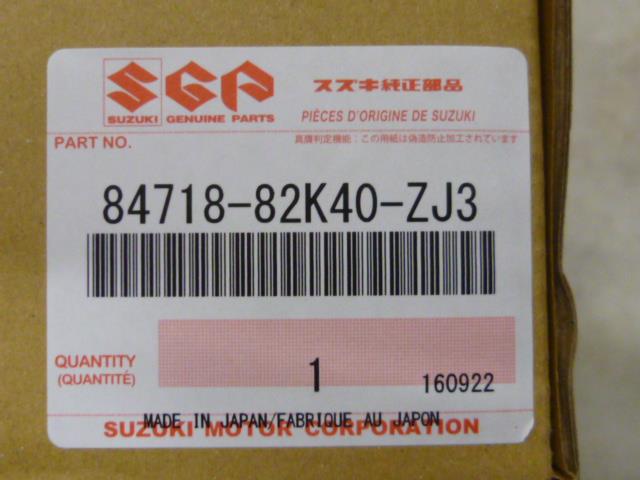 SGP スズキ純正部品
SUZUKI GENUINE PARTS PIÈCES D'ORIGINE DE SUZUKI
PART NO. 真贋判定機能：この用紙は偽造防止加工されています
84718-82K40-ZJ3
QUANTITY
(QUANTITÉ) 1 160922
MADE IN JAPAN/FABRIQUE AU JAPON
SUZUKI MOTOR CORPORATION